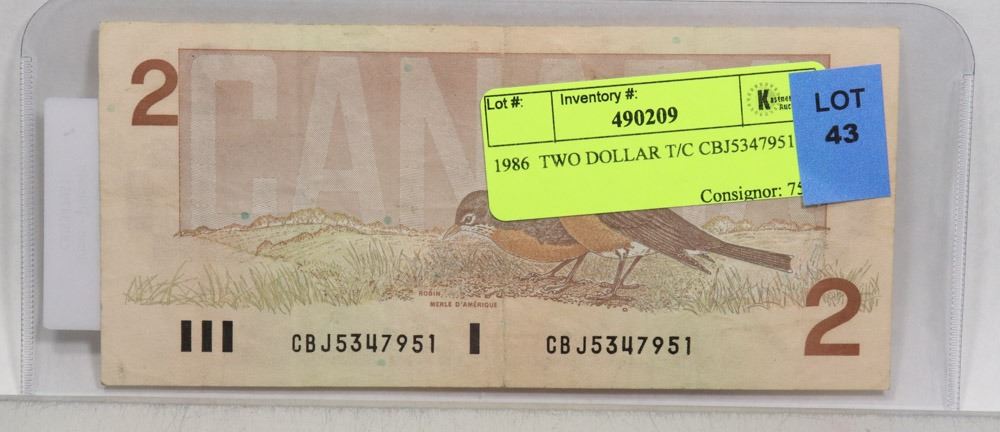 2
CANADA
Lot #:
Inventory #:
490209
LOT
43
1986 TWO DOLLAR T/C CBJ5347951
Consignor: 75
ROBIN
MERLE D'AMÉRIQUE
2
CBJ5347951
CBJ5347951